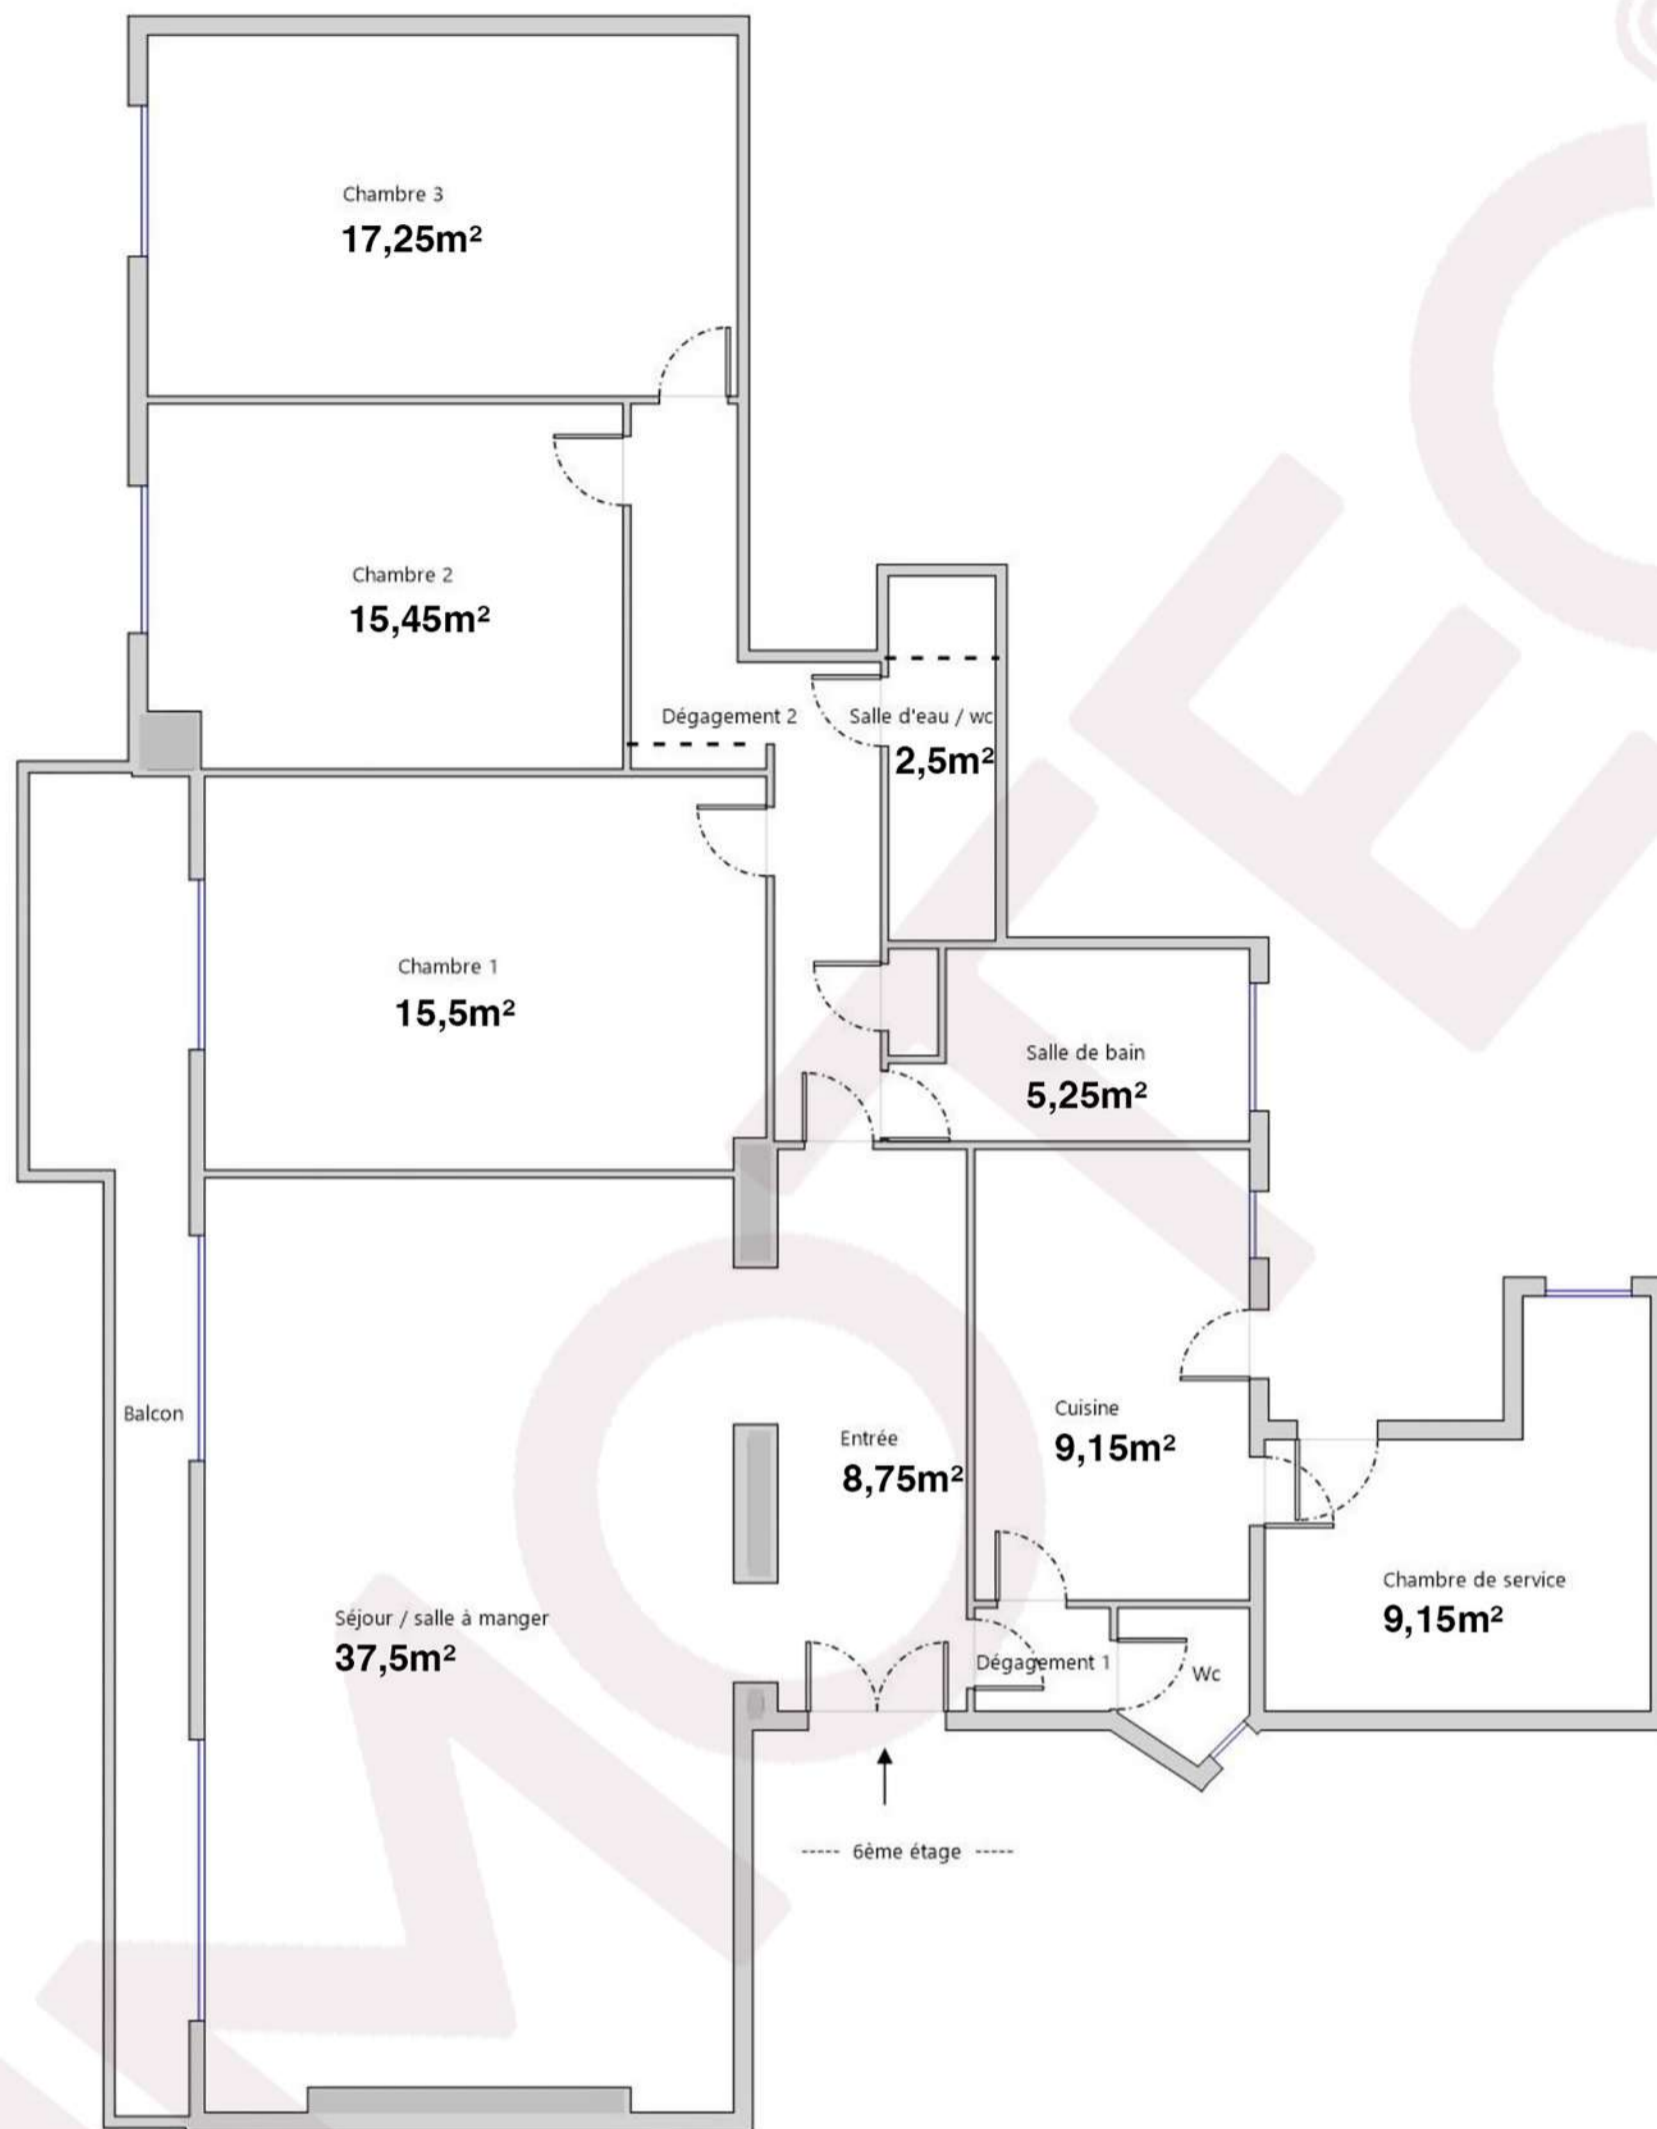 Chambre 3
17,25m²
Chambre 2
15,45m²
Dégagement 2
Salle d'eau / wc
2,5m²
Chambre 1
15,5m²
Salle de bain
5,25m²
Balcon
Entrée
8,75m²
Cuisine
9,15m²
Chambre de service
9,15m²
Séjour / salle à manger
37,5m²
Dégagement 1
Wc
----- 6ème étage -----